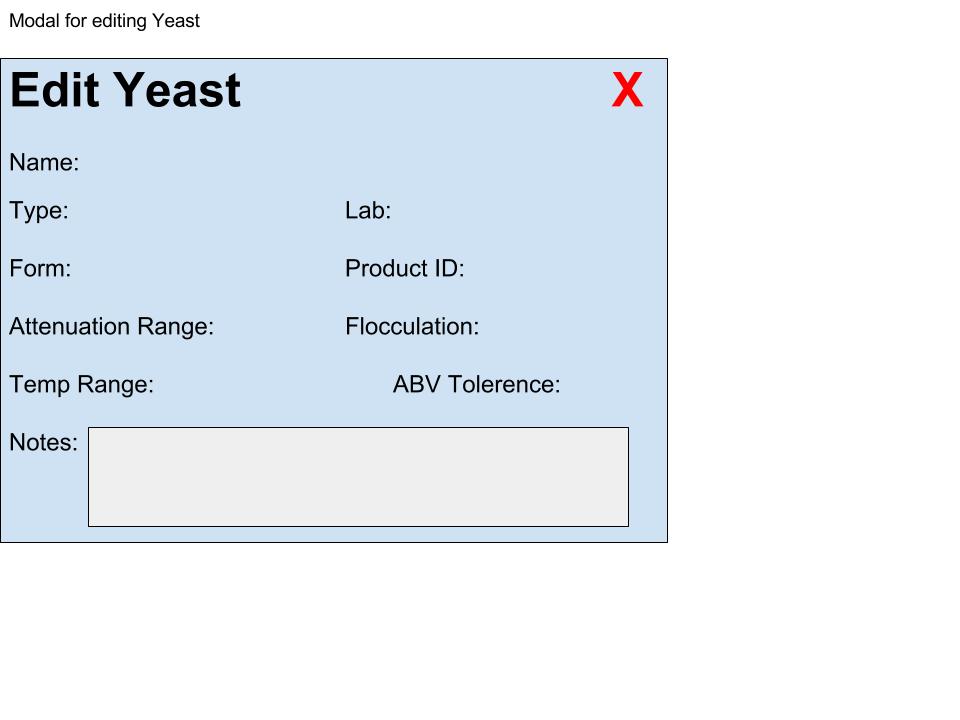 Modal for editing Yeast
Edit Yeast X
Name:
Type: Lab:
Form: Product ID:
Attenuation Range: Flocculation:
Temp Range: ABV Tolerence:
Notes: